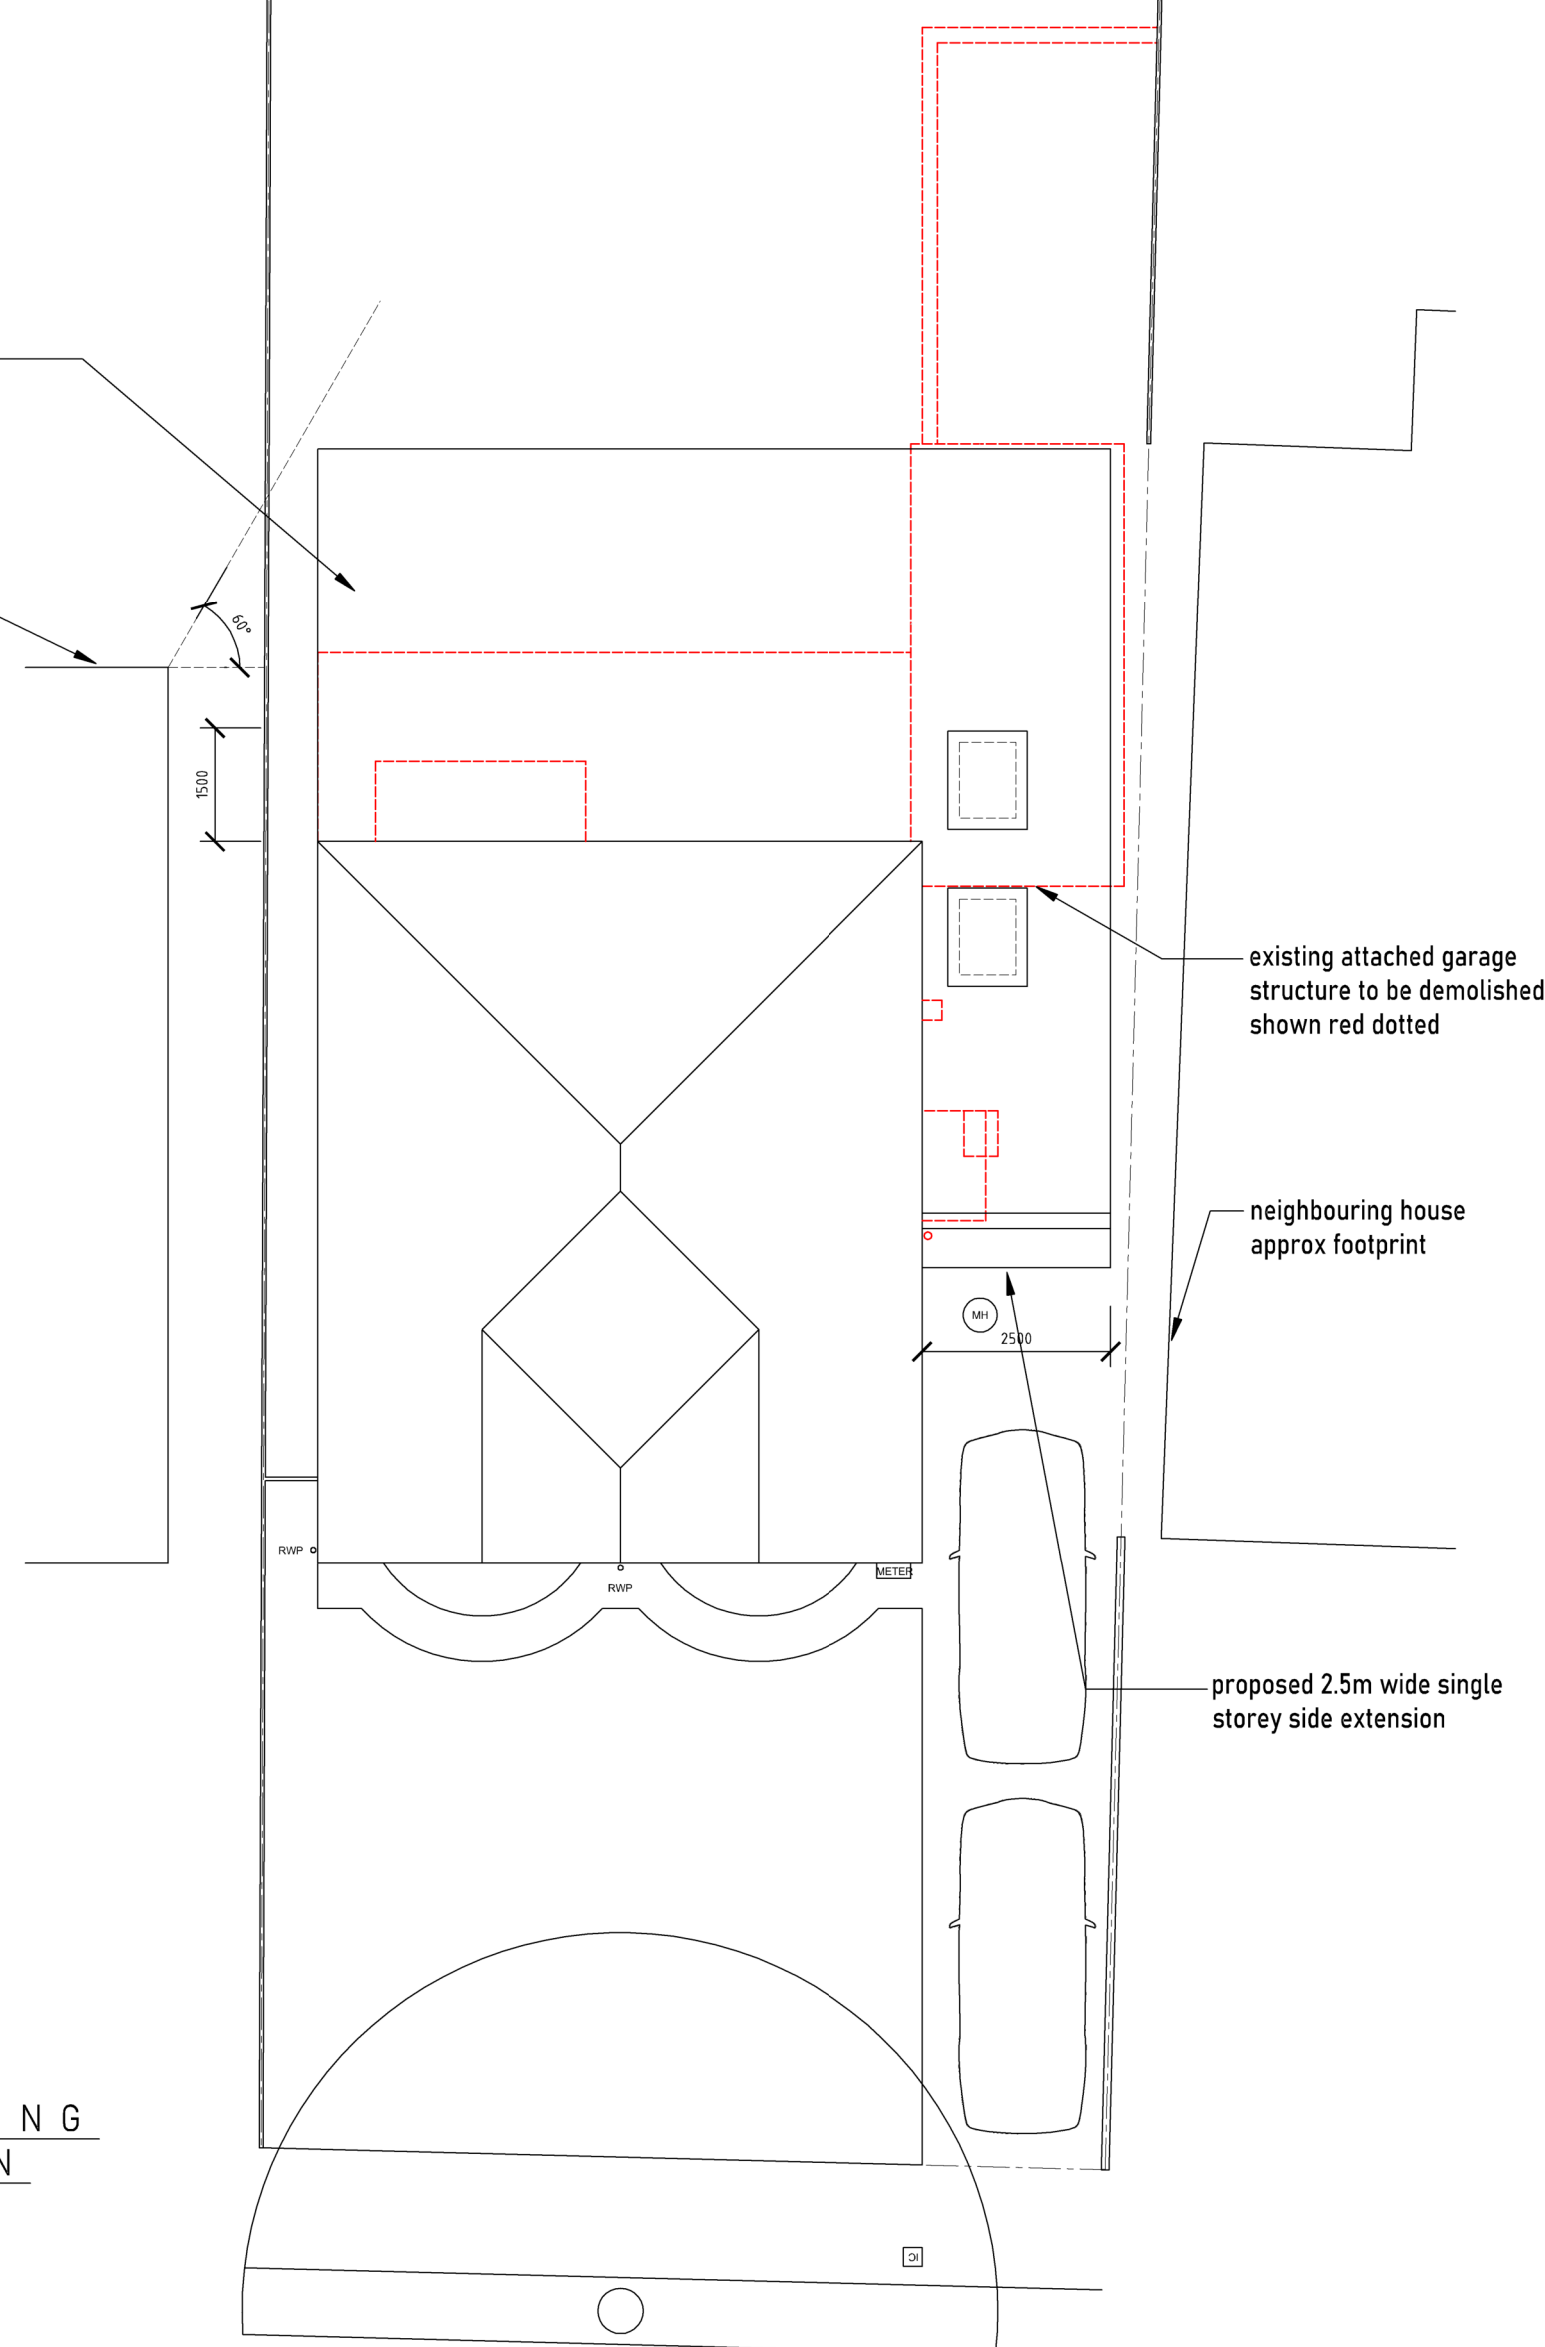 60°
1500
existing attached garage
structure to be demolished
shown red dotted
neighbouring house
approx footprint
MH
2500
RWP
RWP
METER
proposed 2.5m wide single
storey side extension
N G
N
IC